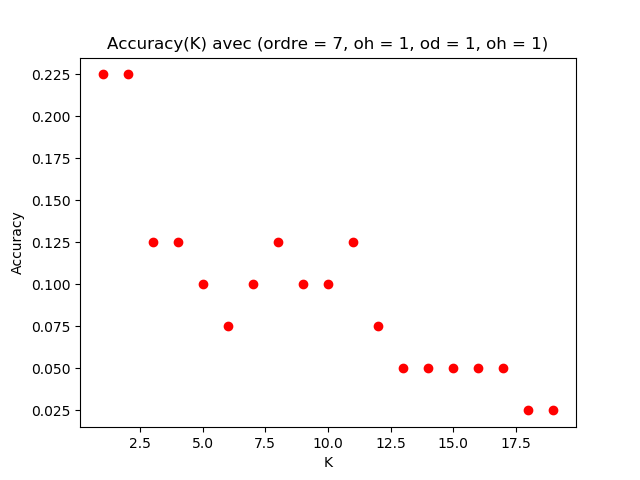 Accuracy(K) avec (ordre = 7, oh = 1, od = 1, oh = 1)
0.225
0.200
0.175
0.150
0.125
0.100
0.075
0.050
0.025
Accuracy
2.5 5.0 7.5 10.0 12.5 15.0 17.5
K